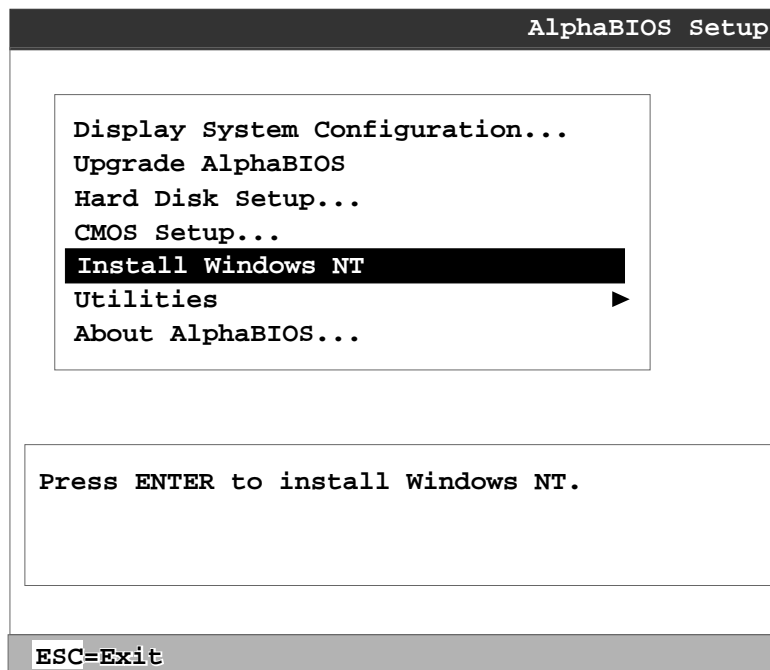 AlphaBIOS Setup
Display System Configuration...
Upgrade AlphaBIOS
Hard Disk Setup...
CMOS Setup...
Install Windows NT
Utilities
About AlphaBIOS...
Press ENTER to install Windows NT.
ESC=Exit